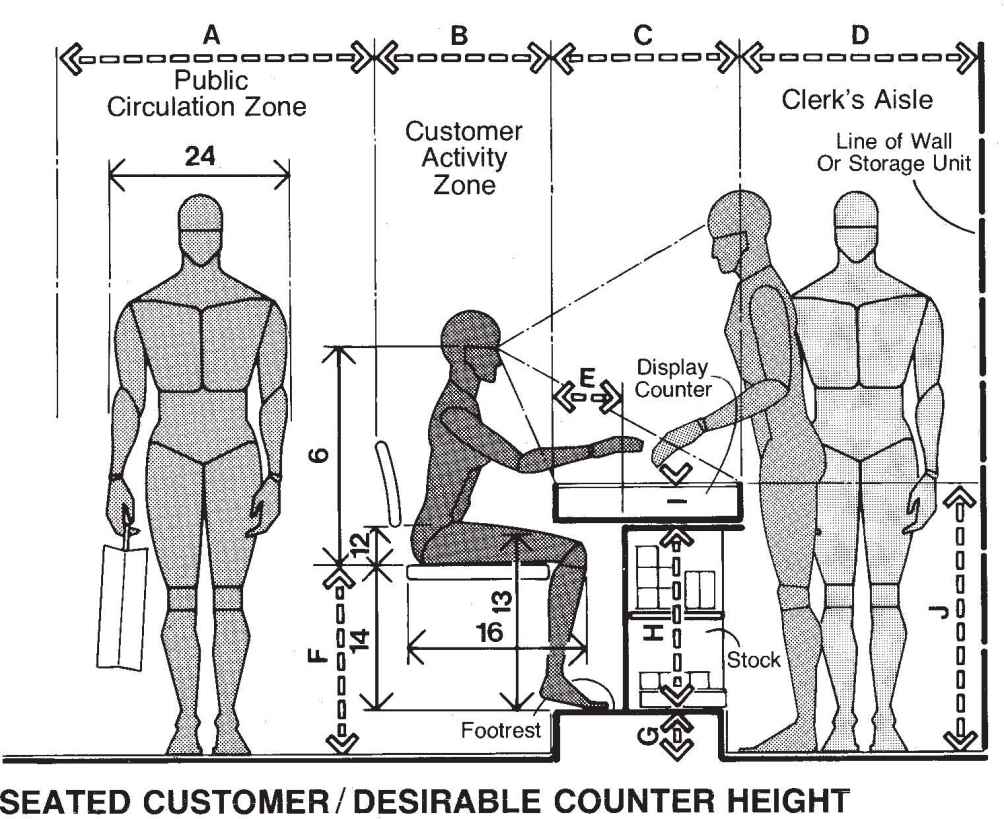 A
B
C
D
Public
Circulation Zone
Clerk's Aisle
Customer
Activity
Zone
Line of Wall
Or Storage Unit
24
E
Display
Counter
6
I
12
13
H
J
F
14
16
Stock
G
Footrest
SEATED CUSTOMER / DESIRABLE COUNTER HEIGHT